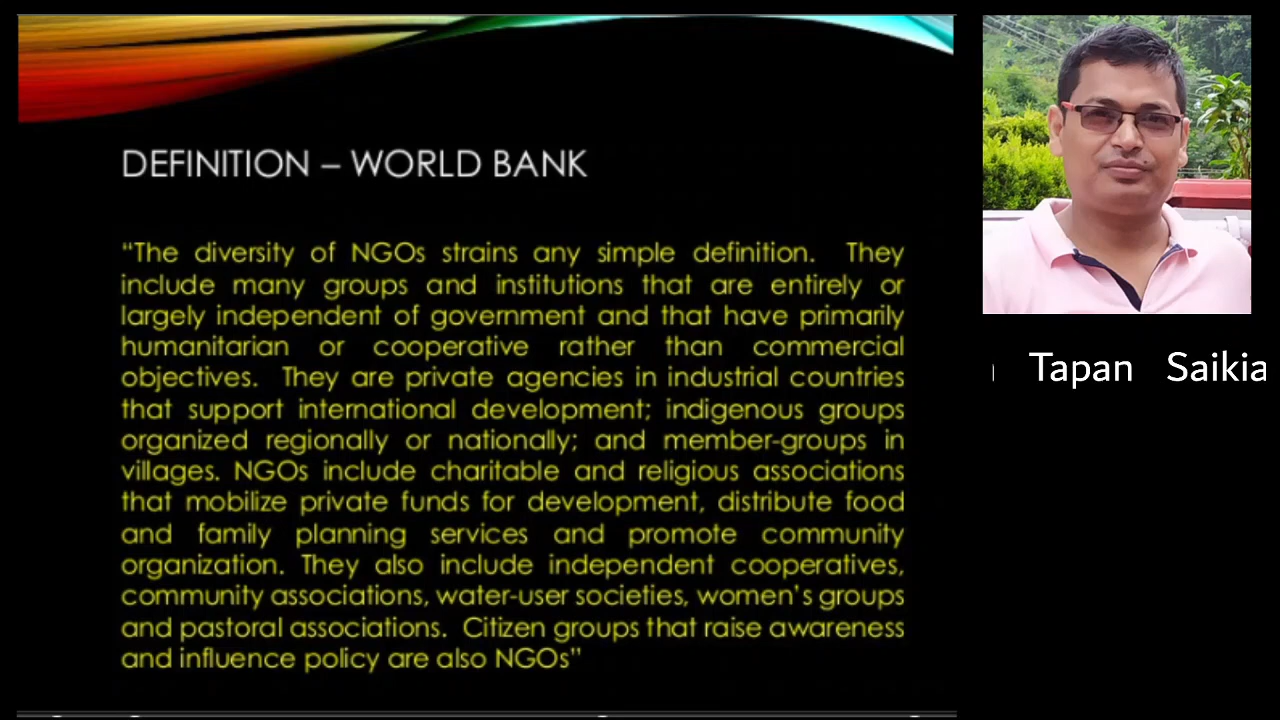 DEFINITION – WORLD BANK
“The diversity of NGOs strains any simple definition. They
include many groups and institutions that are entirely or
largely independent of government and that have primarily
humanitarian or cooperative rather than commercial
objectives. They are private agencies in industrial countries
that support international development; indigenous groups
organized regionally or nationally; and member-groups in
villages. NGOs include charitable and religious associations
that mobilize private funds for development, distribute food
and family planning services and promote community
organization. They also include independent cooperatives,
community associations, water-user societies, women’s groups
and pastoral associations. Citizen groups that raise awareness
and influence policy are also NGOs”
Tapan Saikia